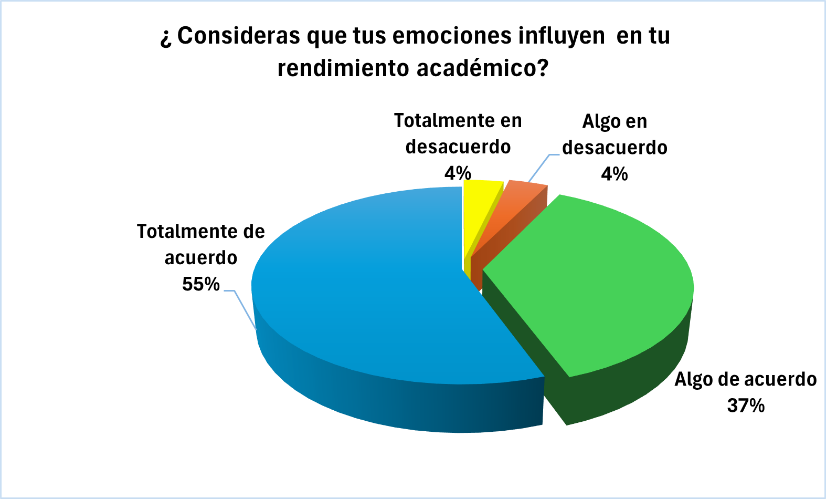 ¿ Consideras que tus emociones influyen  en tu
rendimiento académico?
Totalmente en
desacuerdo
4%
Algo en
desacuerdo
4%
Totalmente de
acuerdo
55%
Algo de acuerdo
37%